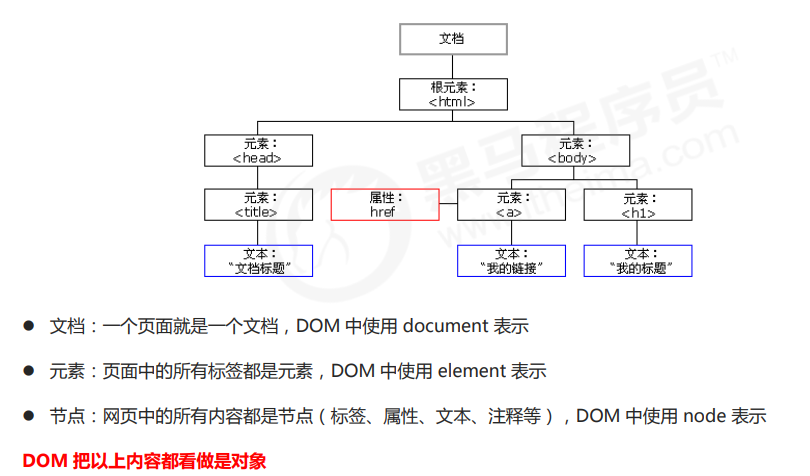 文档
根元素：
<html>
元素：
<head>
元素：
<body>
元素：
<title>
属性：
href
元素：
<a>
元素：
<h1>
文本：
“文档标题”
文本：
“我的链接”
文本：
“我的标题”
黑马程序员™
www.itheima.com
● 文档：一个页面就是一个文档，DOM 中使用 document 表示
● 元素：页面中的所有标签都是元素，DOM 中使用 element 表示
● 节点：网页中的所有内容都是节点（标签、属性、文本、注释等），DOM 中使用 node 表示
DOM 把以上内容都看做是对象